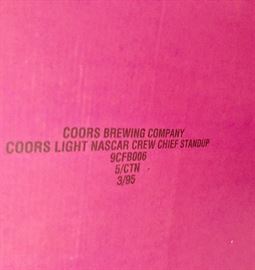 COORS BREWING COMPANY
COORS LIGHT NASCAR CREW CHIEF STANDUP
9CFB006
5/CTN
3/95